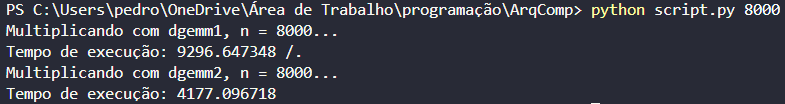 PS C:\Users\pedro\OneDrive\Área de Trabalho\programação\ArqComp> python script.py 8000
Multiplicando com dgemm1, n = 8000...
Tempo de execução: 9296.647348 /.
Multiplicando com dgemm2, n = 8000...
Tempo de execução: 4177.096718